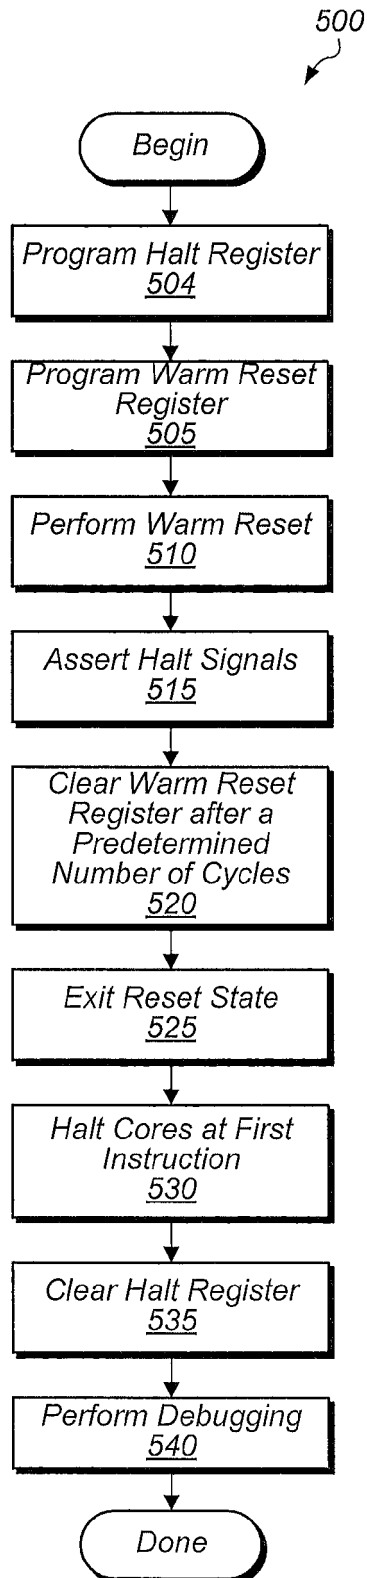 500
Begin
Program Halt Register
504
Program Warm Reset
Register
505
Perform Warm Reset
510
Assert Halt Signals
515
Clear Warm Reset
Register after a
Predetermined
Number of Cycles
520
Exit Reset State
525
Halt Cores at First
Instruction
530
Clear Halt Register
535
Perform Debugging
540
Done